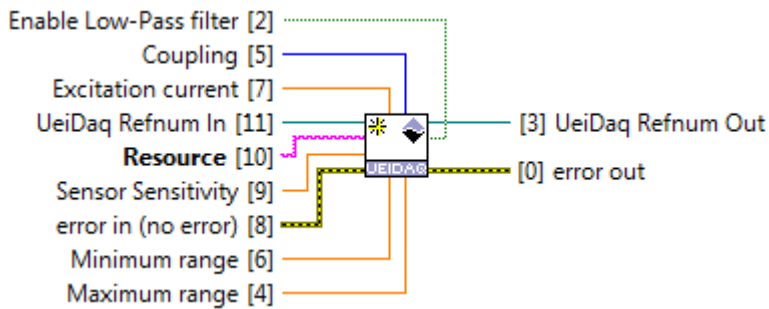 Enable Low-Pass filter [2]
Coupling [5]
Excitation current [7]
UeiDaq Refnum In [11]
Resource [10]
Sensor Sensitivity [9]
error in (no error) [8]
Minimum range [6]
Maximum range [4]
UEIDAQ
[3] UeiDaq Refnum Out
[0] error out